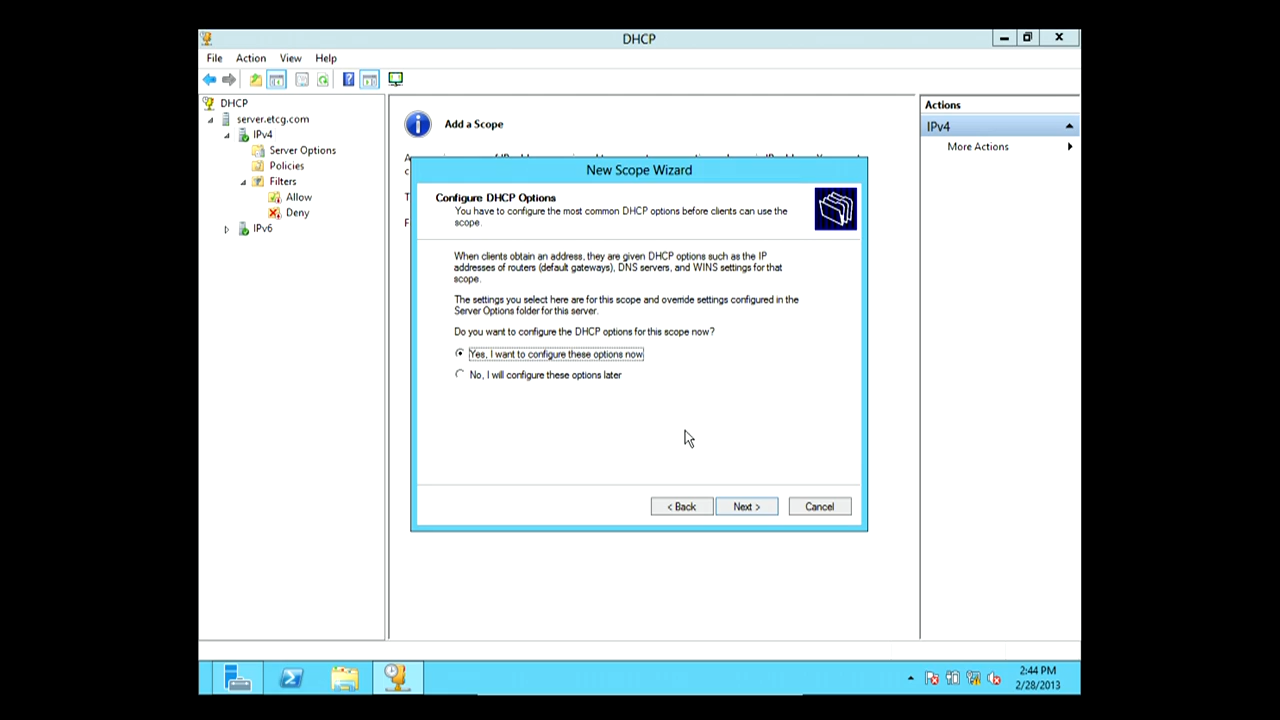 DHCP
File Action View Help
DHCP
server.etcg.com
IPv4
Server Options
Policies
Filters
Allow
Deny
IPv6
Add a Scope
New Scope Wizard
Configure DHCP Options
You have to configure the most common DHCP options before clients can use the
scope.
When clients obtain an address, they are given DHCP options such as the IP
addresses of routers (default gateways), DNS servers, and WINS settings for that
scope.
The settings you select here are for this scope and override settings configured in the
Server Options folder for this server.
Do you want to configure the DHCP options for this scope now?
Yes, I want to configure these options now
No, I will configure these options later
< Back Next > Cancel
Actions
IPv4
More Actions
2:44 PM
2/28/2013